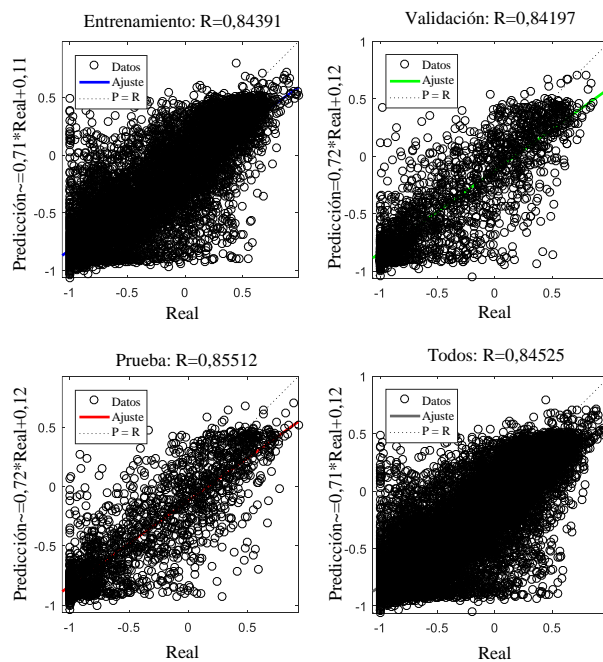 Entrenamiento: R=0,84391
Predicción~=0,71*Real+0,11
1
0.5
0
-0.5
-1
Datos
Ajuste
P = R
-1
-0.5
0
0.5
Real
Validación: R=0,84197
Predicción=0,72*Real+0,12
1
0.5
0
-0.5
-1
Datos
Ajuste
P = R
-1
-0.5
0
0.5
Real
Prueba: R=0,85512
Predicción~=0,72*Real+0,12
0.5
0
-0.5
-1
Datos
Ajuste
P = R
-1
-0.5
0
0.5
Real
Todos: R=0,84525
Predicción~=0,71*Real+0,12
1
0.5
0
-0.5
-1
Datos
Ajuste
P = R
-1
-0.5
0
0.5
Real